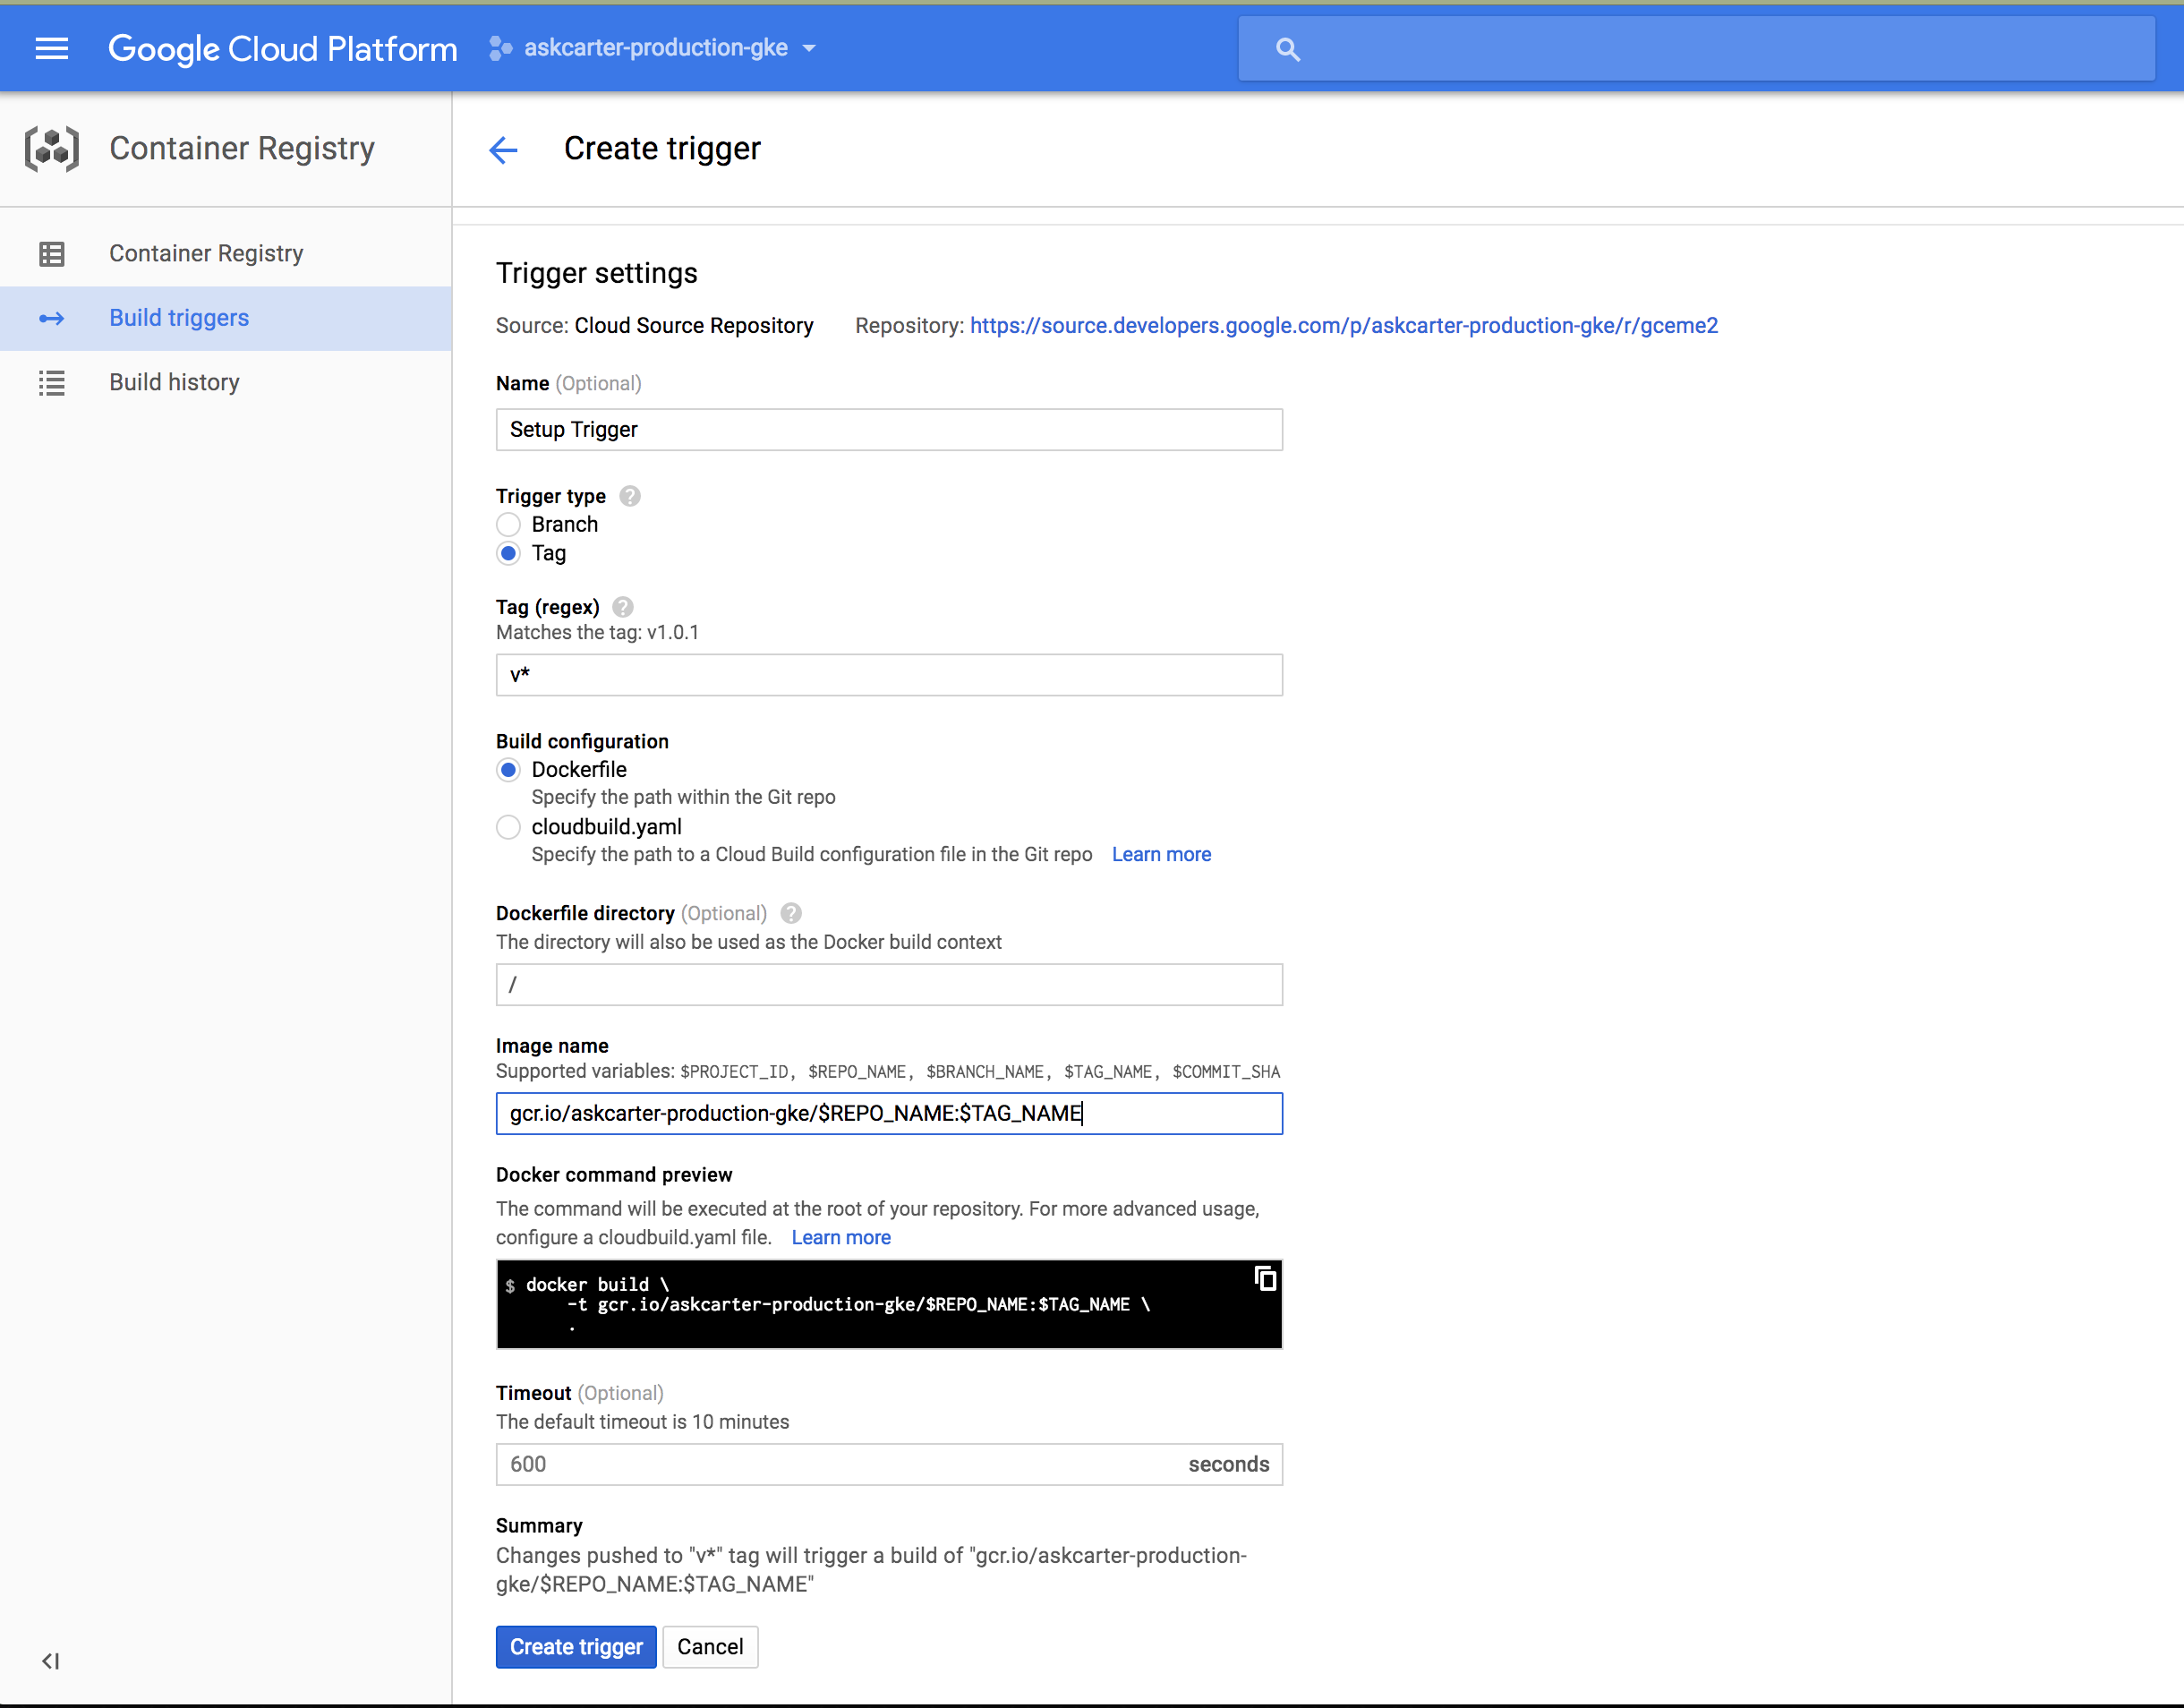 Google Cloud Platform askcarter-production-gke
Container Registry
Create trigger
Container Registry
Build triggers
Build history
Trigger settings
Source: Cloud Source Repository Repository: https://source.developers.google.com/p/askcarter-production-gke/r/gceme2
Name (Optional)
Setup Trigger
Trigger type ?
Branch
Tag
Tag (regex) ?
Matches the tag: v1.0.1
v*
Build configuration
Dockerfile
Specify the path within the Git repo
cloudbuild.yaml
Specify the path to a Cloud Build configuration file in the Git repo Learn more
Dockerfile directory (Optional) ?
The directory will also be used as the Docker build context
/
Image name
Supported variables: $PROJECT_ID, $REPO_NAME, $BRANCH_NAME, $TAG_NAME, $COMMIT_SHA
gcr.io/askcarter-production-gke/$REPO_NAME:$TAG_NAME
Docker command preview
The command will be executed at the root of your repository. For more advanced usage,
configure a cloudbuild.yaml file. Learn more
$ docker build \
-t gcr.io/askcarter-production-gke/$REPO_NAME:$TAG_NAME \
.
Timeout (Optional)
The default timeout is 10 minutes
600 seconds
Summary
Changes pushed to "v*" tag will trigger a build of "gcr.io/askcarter-production-
gke/$REPO_NAME:$TAG_NAME"
Create trigger Cancel